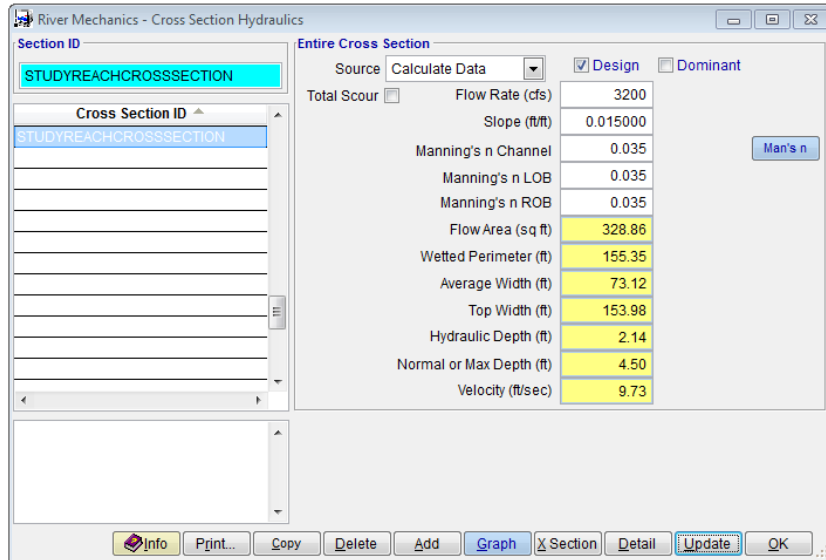 River Mechanics - Cross Section Hydraulics
Section ID
STUDYREACHCROSSSECTION
Cross Section ID
STUDYREACHCROSSSECTION
Entire Cross Section
Source Calculate Data Design Dominant
Total Scour Flow Rate (cfs) 3200
Slope (ft/ft) 0.015000
Manning's n Channel 0.035 Man's n
Manning's n LOB 0.035
Manning's n ROB 0.035
Flow Area (sq ft) 328.86
Wetted Perimeter (ft) 155.35
Average Width (ft) 73.12
Top Width (ft) 153.98
Hydraulic Depth (ft) 2.14
Normal or Max Depth (ft) 4.50
Velocity (ft/sec) 9.73
Info Print... Copy Delete Add Graph X Section Detail Update OK